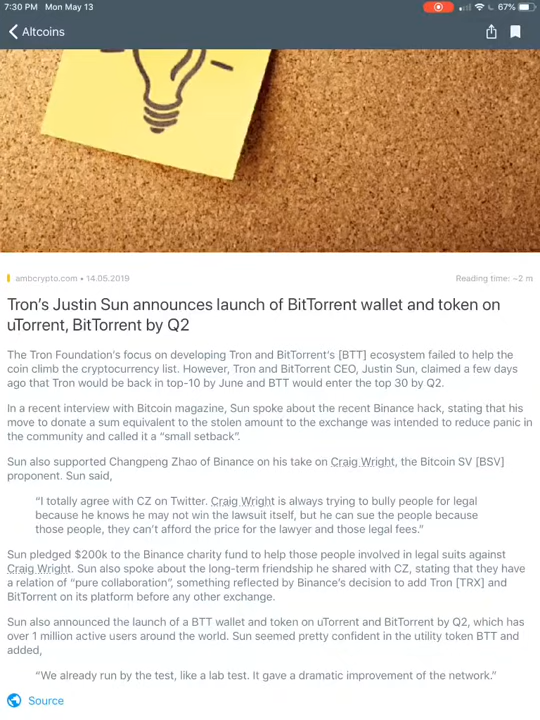 7:30 PM Mon May 13
67%
Altcoins
ambcrypto.com • 14.05.2019
Reading time: ~2 m
Tron's Justin Sun announces launch of BitTorrent wallet and token on
uTorrent, BitTorrent by Q2
The Tron Foundation's focus on developing Tron and BitTorrent's [BTT] ecosystem failed to help the
coin climb the cryptocurrency list. However, Tron and BitTorrent CEO, Justin Sun, claimed a few days
ago that Tron would be back in top-10 by June and BTT would enter the top 30 by Q2.
In a recent interview with Bitcoin magazine, Sun spoke about the recent Binance hack, stating that his
move to donate a sum equivalent to the stolen amount to the exchange was intended to reduce panic in
the community and called it a “small setback”.
Sun also supported Changpeng Zhao of Binance on his take on Craig Wright, the Bitcoin SV [BSV]
proponent. Sun said,
“I totally agree with CZ on Twitter. Craig Wright is always trying to bully people for legal
because he knows he may not win the lawsuit itself, but he can sue the people because
those people, they can't afford the price for the lawyer and those legal fees.”
Sun pledged $200k to the Binance charity fund to help those people involved in legal suits against
Craig Wright. Sun also spoke about the long-term friendship he shared with CZ, stating that they have
a relation of “pure collaboration”, something reflected by Binance's decision to add Tron [TRX] and
BitTorrent on its platform before any other exchange.
Sun also announced the launch of a BTT wallet and token on uTorrent and BitTorrent by Q2, which has
over 1 million active users around the world. Sun seemed pretty confident in the utility token BTT and
added,
“We already run by the test, like a lab test. It gave a dramatic improvement of the network.”
Source